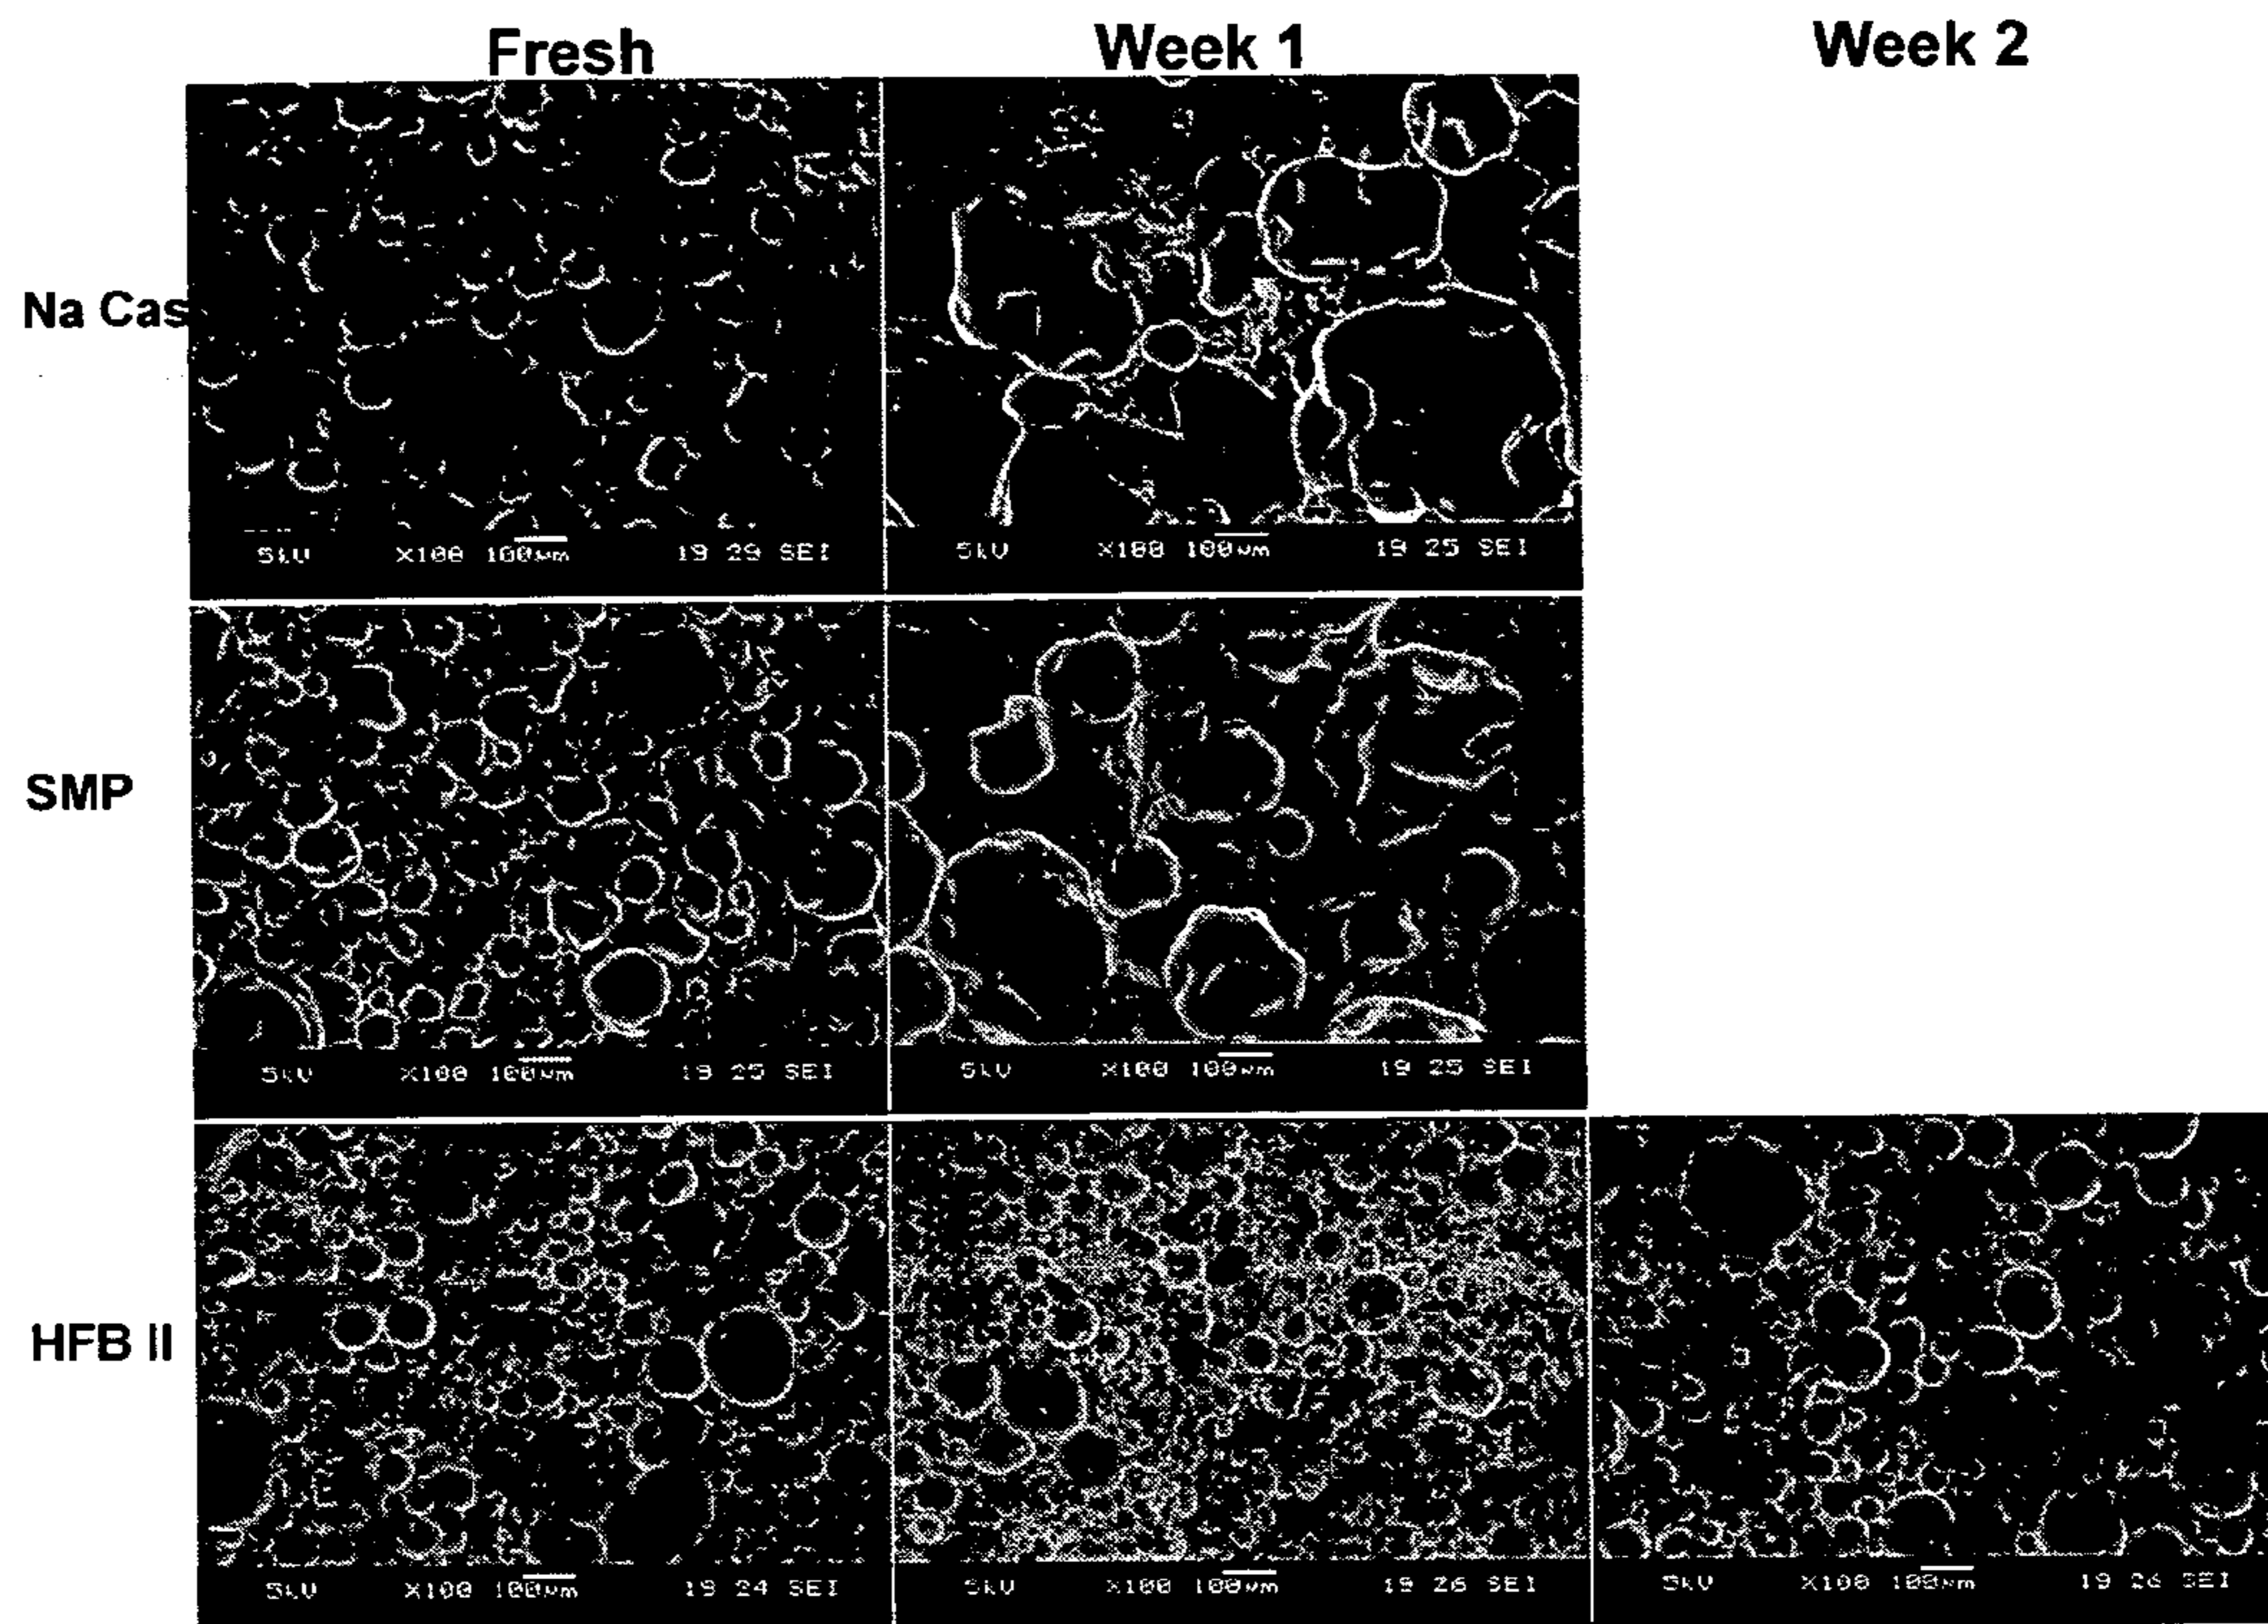 Fresh Week 1 Week 2
Na Cas
5kV X100 100µm 19 29 SEI
5kV X100 100µm 19 25 SEI
SMP
5kV X100 100µm 19 25 SEI
5kV X100 100µm 19 25 SEI
HFB II
5kV X100 100µm 19 24 SEI
5kV X100 100µm 19 26 SEI
5kV X100 100µm 19 26 SEI